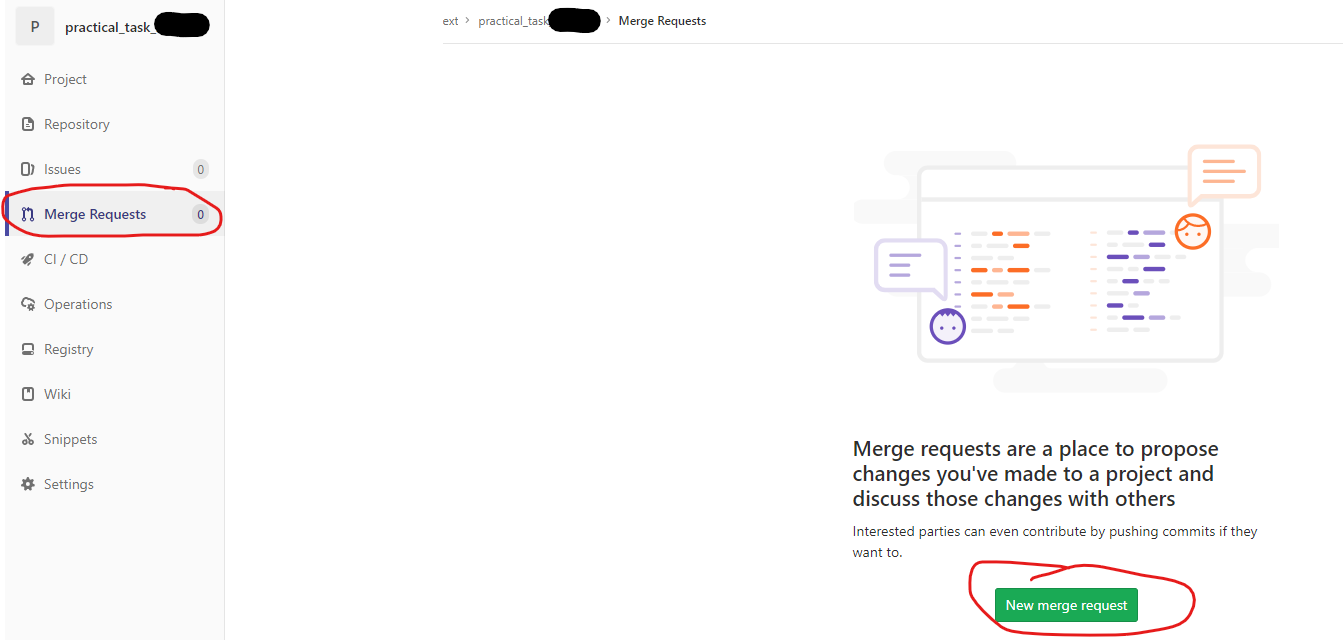 P practical_task_
Project
Repository
Issues 0
Merge Requests 0
CI / CD
Operations
Registry
Wiki
Snippets
Settings
ext > practical_task > Merge Requests
Merge requests are a place to propose
changes you've made to a project and
discuss those changes with others
Interested parties can even contribute by pushing commits if they
want to.
New merge request